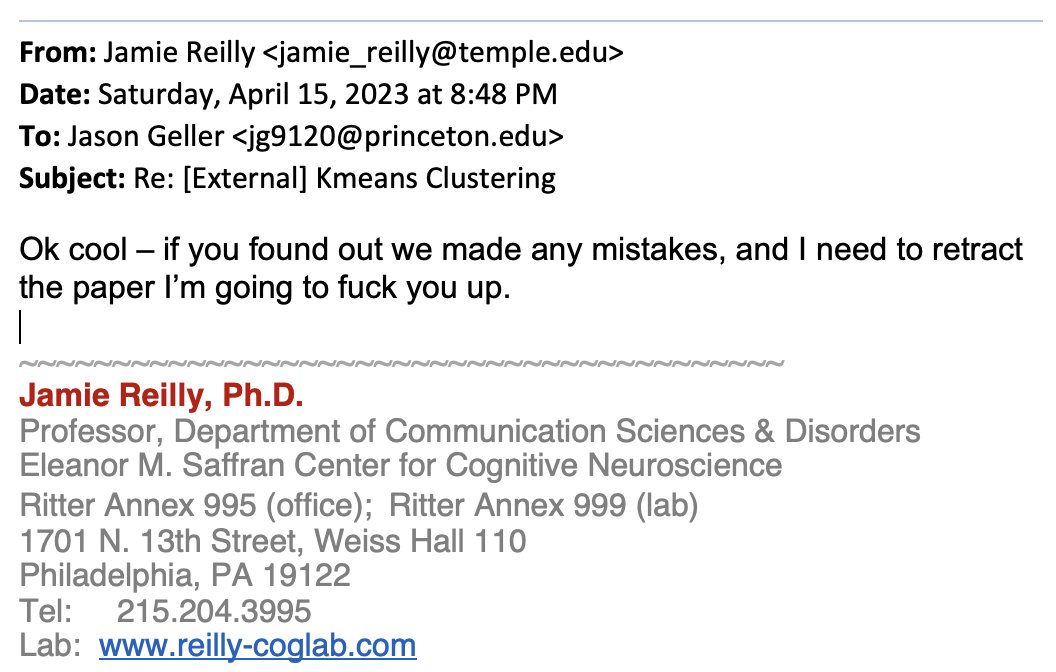 From: Jamie Reilly <jamie_reilly@temple.edu>
Date: Saturday, April 15, 2023 at 8:48 PM
To: Jason Geller <jg9120@princeton.edu>
Subject: Re: [External] Kmeans Clustering
Ok cool – if you found out we made any mistakes, and I need to retract
the paper I’m going to fuck you up.
~~~~~~~~~~~~~~~~~~~~~~~~~~~~~~~~~~~~~~~~~
Jamie Reilly, Ph.D.
Professor, Department of Communication Sciences & Disorders
Eleanor M. Saffran Center for Cognitive Neuroscience
Ritter Annex 995 (office);  Ritter Annex 999 (lab)
1701 N. 13th Street, Weiss Hall 110
Philadelphia, PA 19122
Tel:    215.204.3995
Lab:  www.reilly-coglab.com